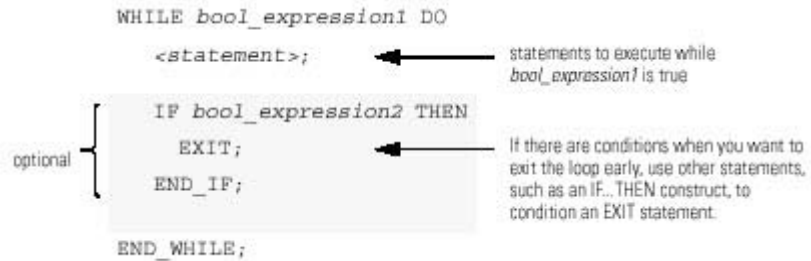 WHILE bool_expression1 DO
<statement>;
statements to execute while
bool_expression1 is true
optional
IF bool_expression2 THEN
EXIT;
END_IF;
If there are conditions when you want to
exit the loop early, use other statements,
such as an IF...THEN construct, to
condition an EXIT statement.
END_WHILE;